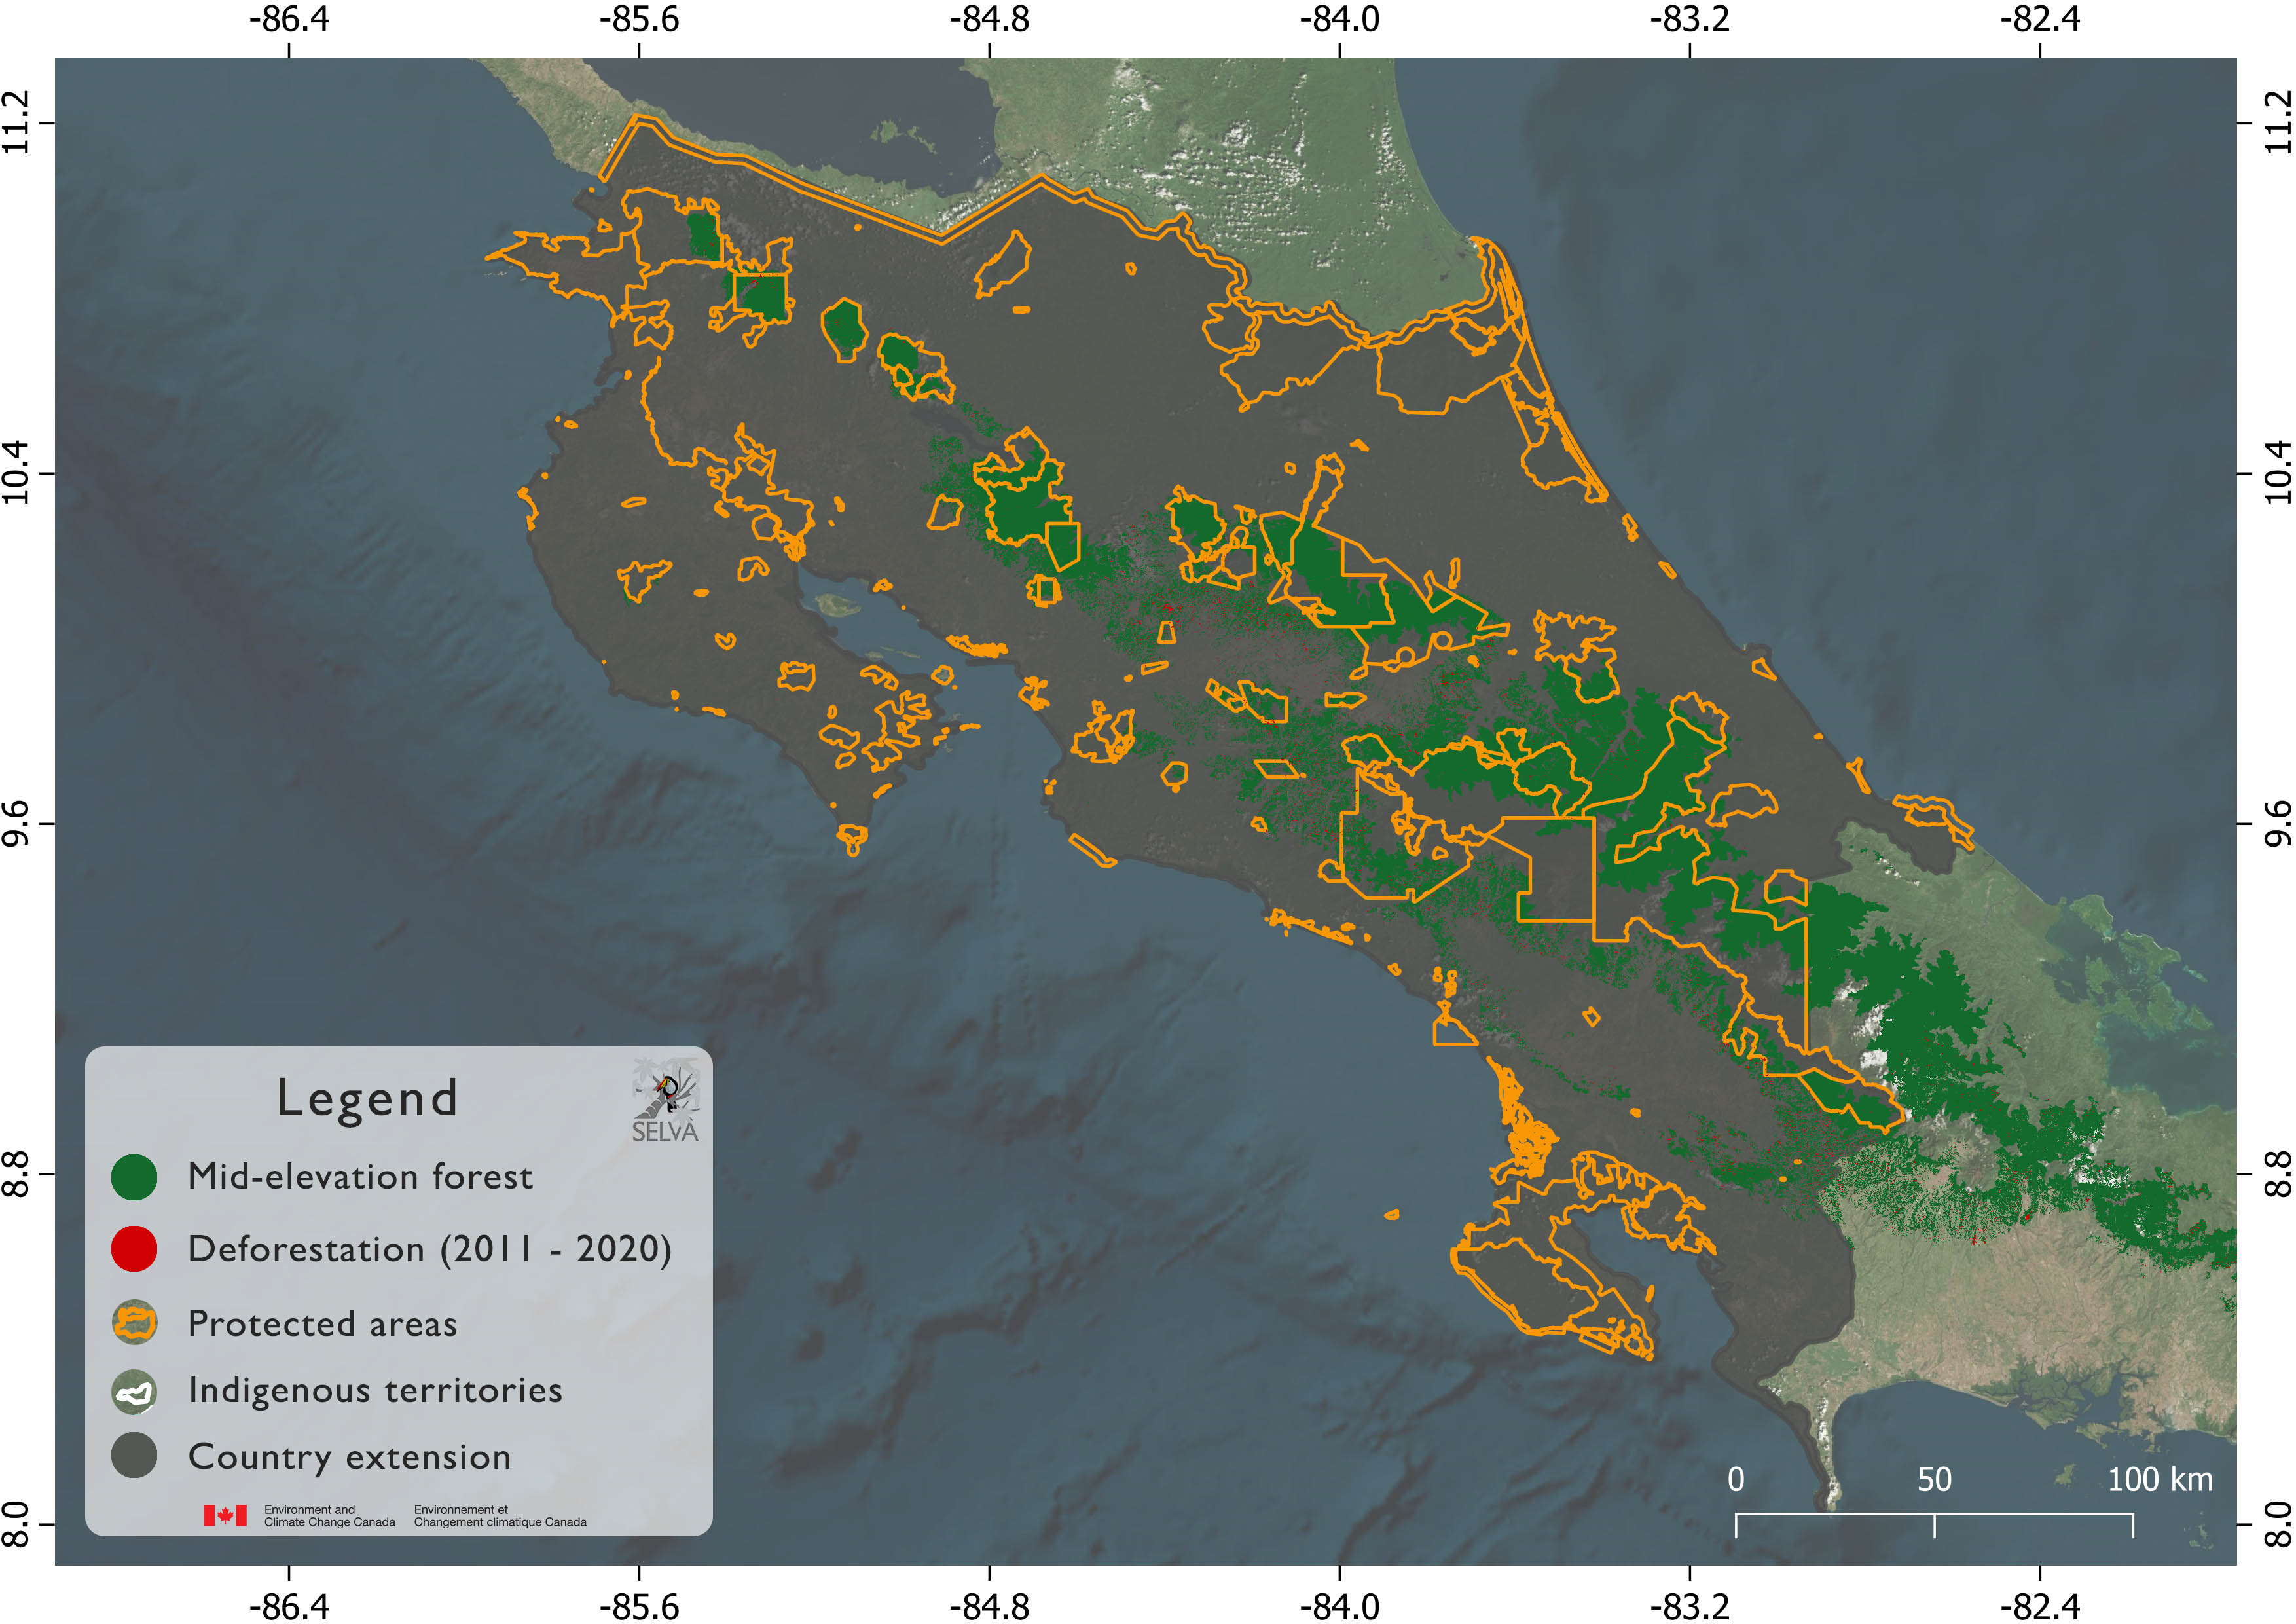 -86.4 -85.6 -84.8 -84.0 -83.2 -82.4
11.2 11.2
10.4 10.4
9.6 9.6
8.8 8.8
Legend
SELVA
Mid-elevation forest
Deforestation (2011 - 2020)
Protected areas
Indigenous territories
Country extension
Environment and Environnement et
Climate Change Canada Changement climatique Canada
0 50 100 km
8.0 8.0
-86.4 -85.6 -84.8 -84.0 -83.2 -82.4